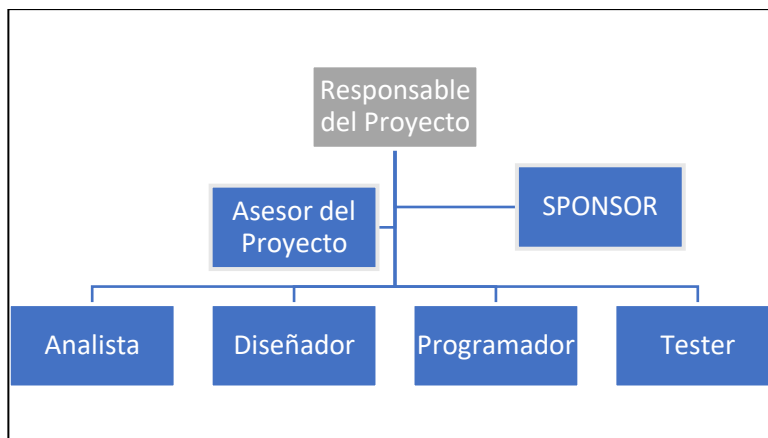 Responsable
del Proyecto
Asesor del
Proyecto
SPONSOR
Analista
Diseñador
Programador
Tester